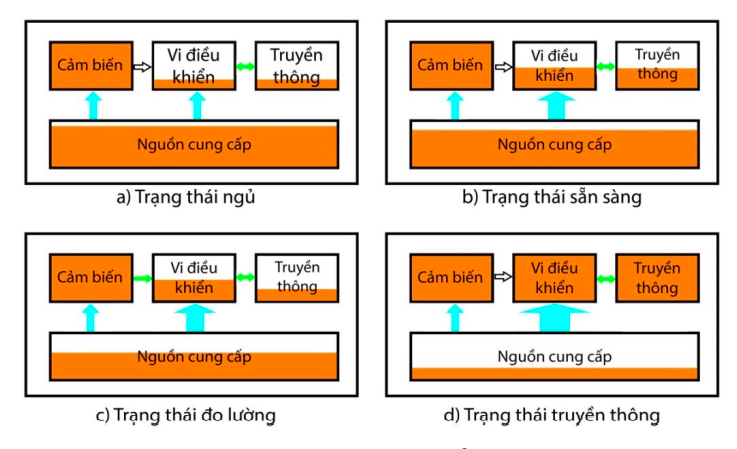 Cảm biến
Vi điều
khiển
Truyền
thông
Nguồn cung cấp
a) Trạng thái ngủ
Cảm biến
Vi điều
khiển
Truyền
thông
Nguồn cung cấp
b) Trạng thái sẵn sàng
Cảm biến
Vi điều
khiển
Truyền
thông
Nguồn cung cấp
c) Trạng thái đo lường
Cảm biến
Vi điều
khiển
Truyền
thông
Nguồn cung cấp
d) Trạng thái truyền thông